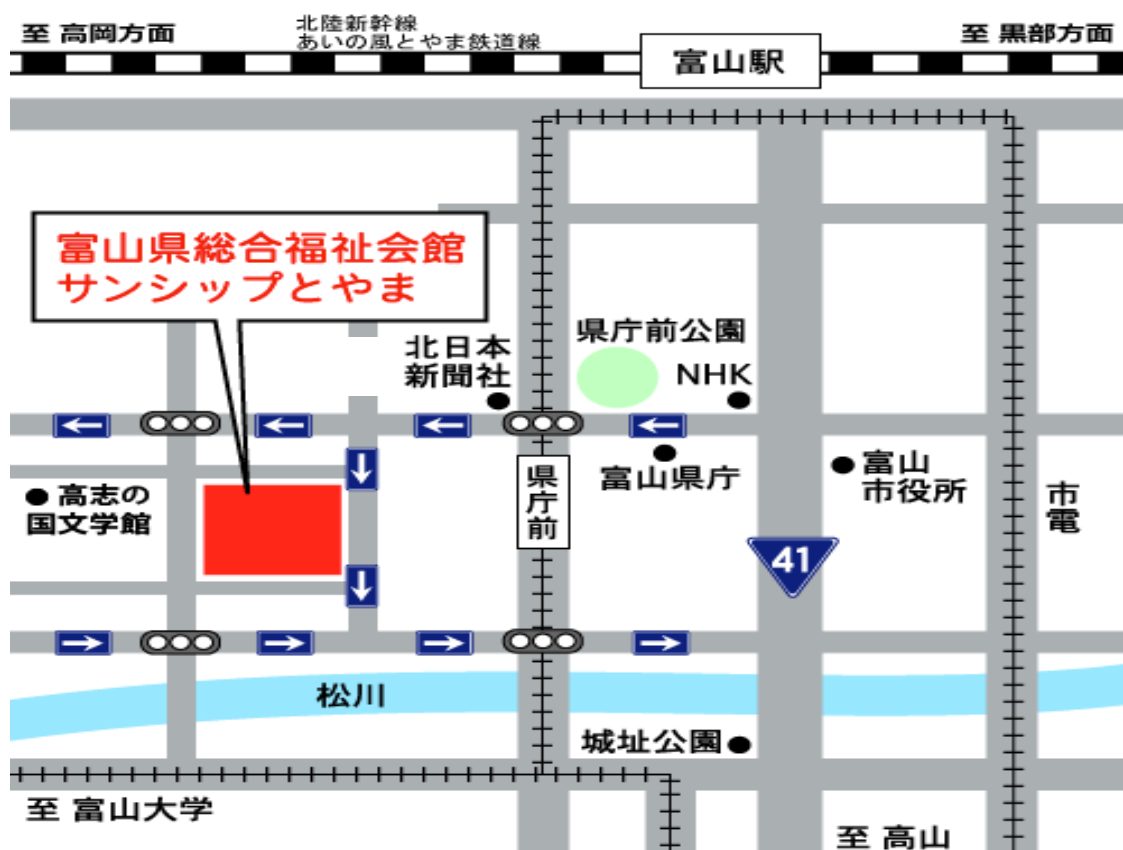 至 高岡方面
北陸新幹線
あいの風とやま鉄道線
富山駅
至 黒部方面
富山県総合福祉会館
サンシップとやま
北日本
新聞社
県庁前公園
NHK
高志の
国文学館
県庁前
富山県庁
富山
市役所
市電
41
松川
城址公園
至 富山大学
至 高山